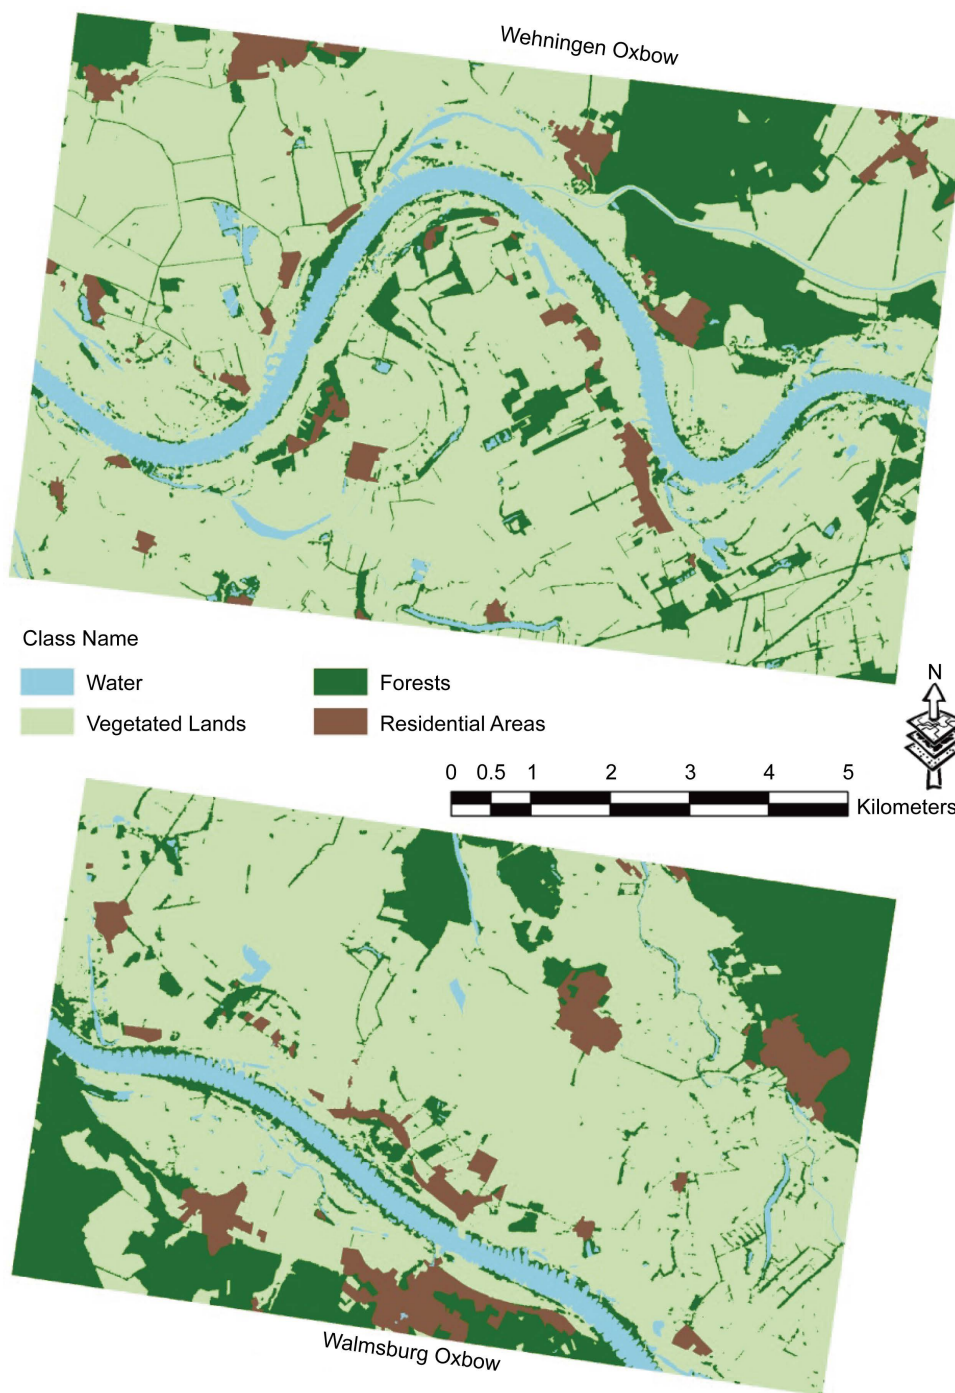 Wehningen Oxbow
Class Name
Water
Forests
Vegetated Lands
Residential Areas
N
0 0.5 1 2 3 4 5
Kilometers
Walmsburg Oxbow